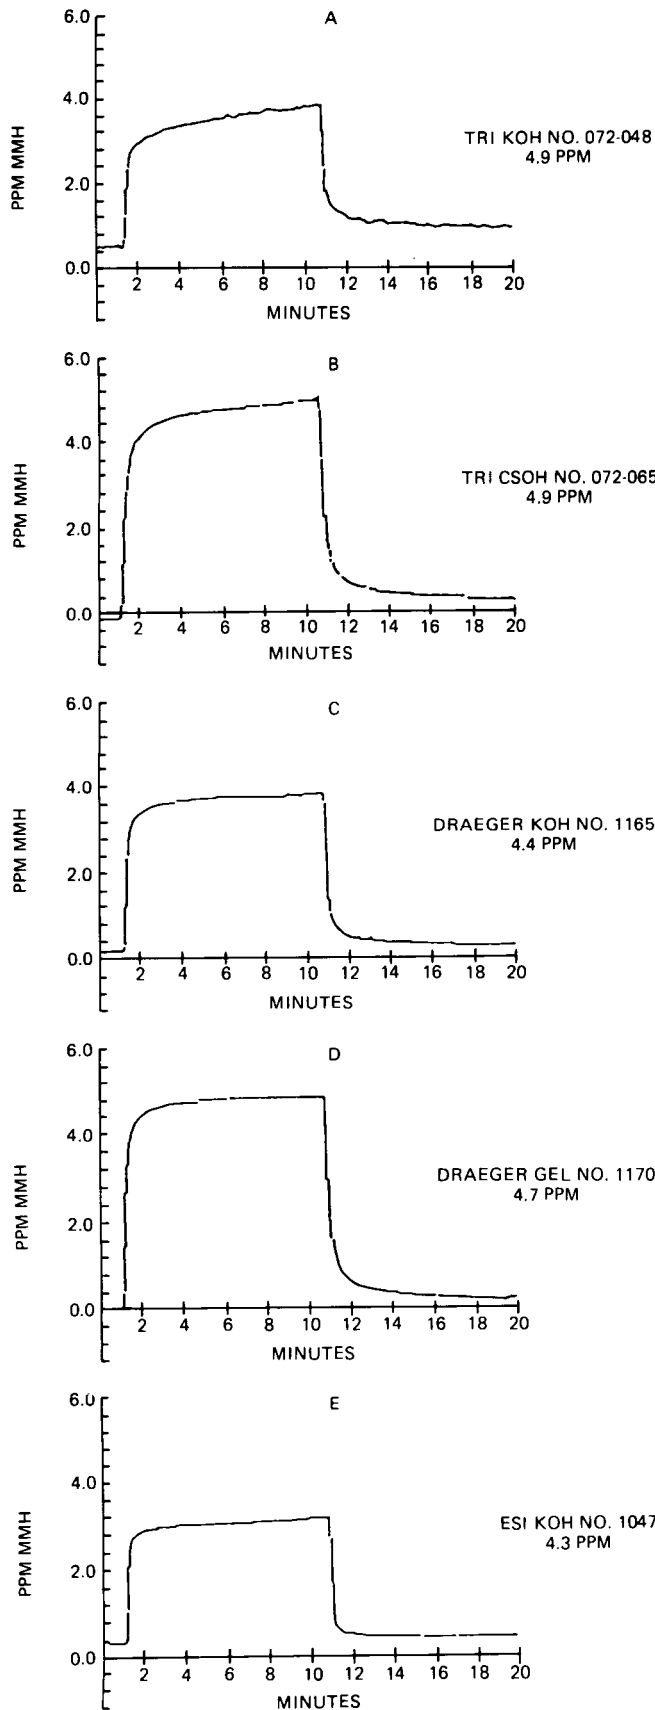 A
6.0
4.0
2.0
0.0
PPM MMH
2 4 6 8 10 12 14 16 18 20
MINUTES
TRI KOH NO. 072-048
4.9 PPM
B
6.0
4.0
2.0
0.0
PPM MMH
2 4 6 8 10 12 14 16 18 20
MINUTES
TRI CSOH NO. 072-065
4.9 PPM
C
6.0
4.0
2.0
0.0
PPM MMH
2 4 6 8 10 12 14 16 18 20
MINUTES
DRAEGER KOH NO. 1165
4.4 PPM
D
6.0
4.0
2.0
0.0
PPM MMH
2 4 6 8 10 12 14 16 18 20
MINUTES
DRAEGER GEL NO. 1170
4.7 PPM
E
6.0
4.0
2.0
0.0
PPM MMH
2 4 6 8 10 12 14 16 18 20
MINUTES
ESI KOH NO. 1047
4.3 PPM